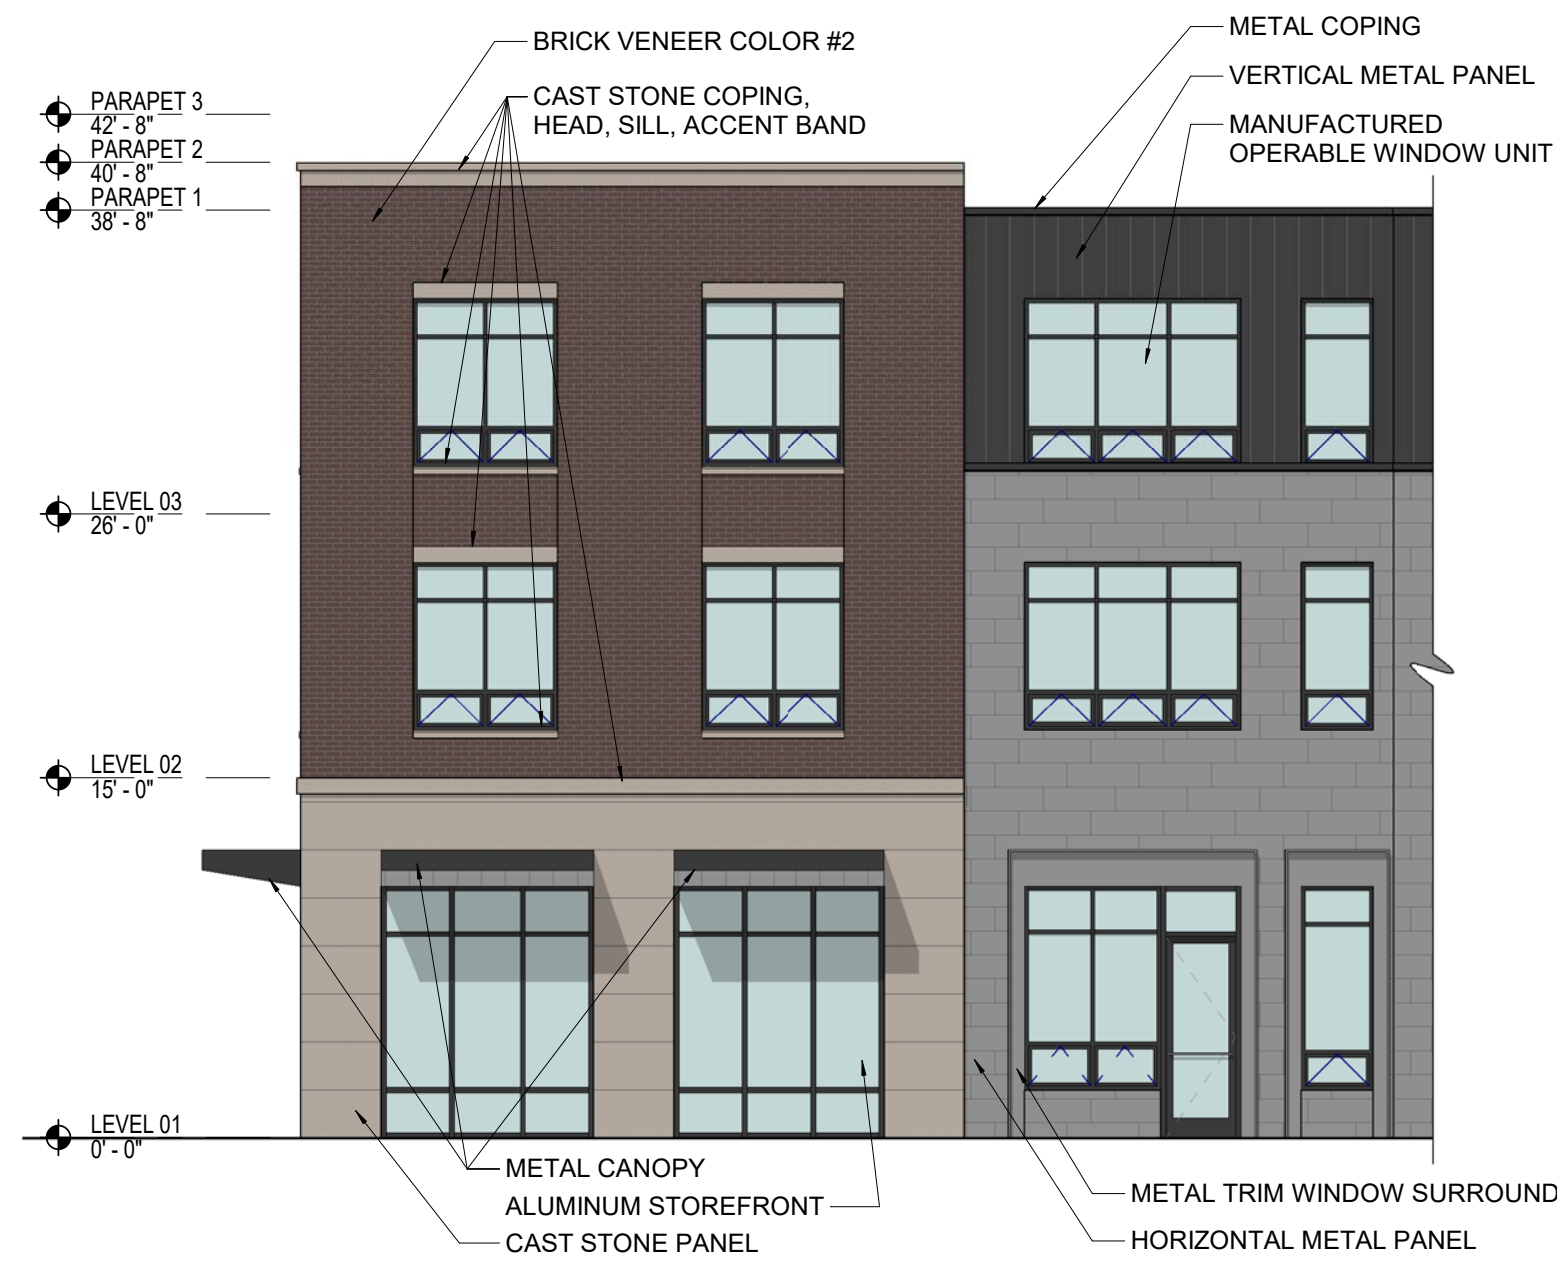 BRICK VENEER COLOR #2
CAST STONE COPING,
HEAD, SILL, ACCENT BAND
METAL COPING
VERTICAL METAL PANEL
MANUFACTURED
OPERABLE WINDOW UNIT
PARAPET 3
42' - 8"
PARAPET 2
40' - 8"
PARAPET 1
38' - 8"
LEVEL 03
26' - 0"
LEVEL 02
15' - 0"
LEVEL 01
0' - 0"
METAL CANOPY
ALUMINUM STOREFRONT
CAST STONE PANEL
METAL TRIM WINDOW SURROUND
HORIZONTAL METAL PANEL